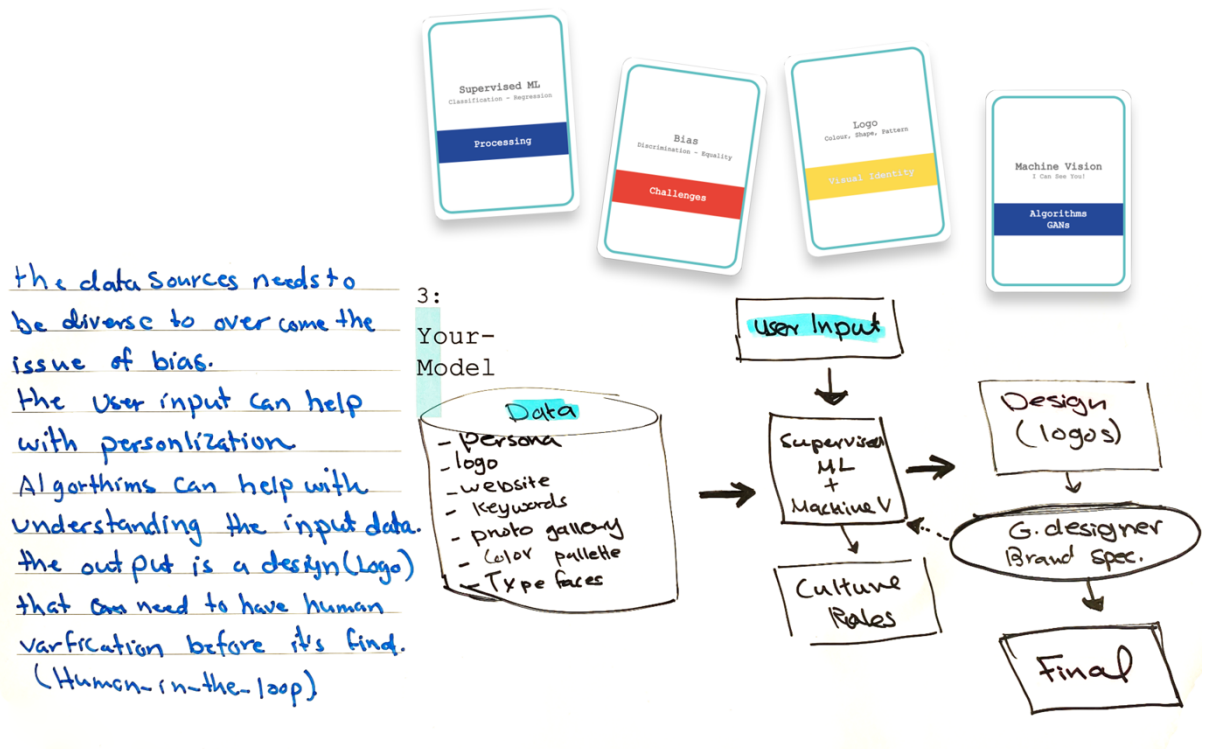 Supervised ML
Classification - Regression
Processing
Bias
Discrimination - Equality
Challenges
Logo
Colour, Shape, Pattern
Visual Identity
Machine Vision
I Can See You!
Algorithms
GANs
the data sources needs to
be diverse to over come the
issue of bias.
the user input can help
with personlization
Algorthims can help with
understanding the input data.
the out put is a design (Logo)
that need to have human
varfication before it's find.
(Human-in-the-loop)
3:
Your-
Model
Data
- persona
- logo
- website
- Keywords
- photo gallery
- Color pallette
- Type faces
User Input
Supervised
ML
+
Machine V
Culture
Rules
Design
(logos)
G. designer
Brand Spec.
Final